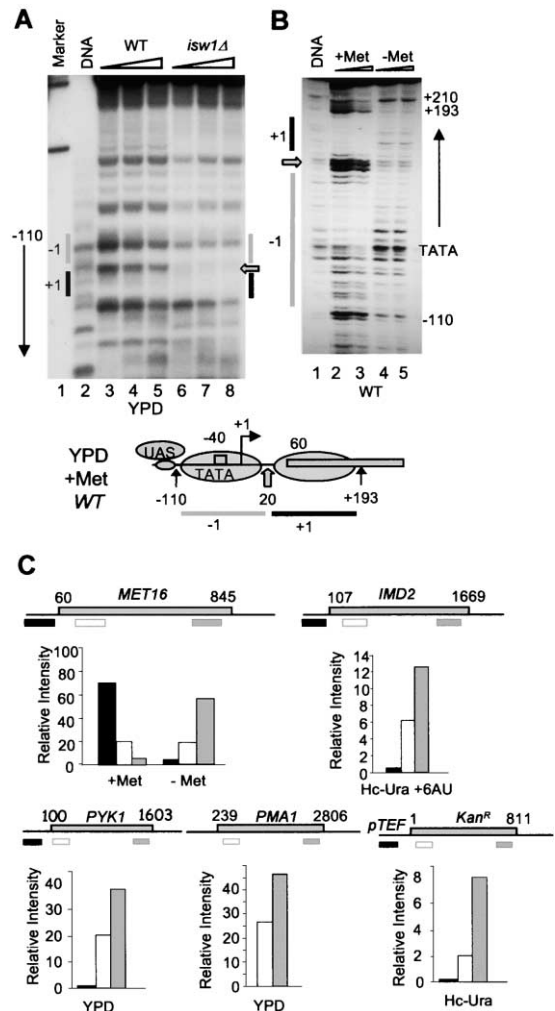 A
Marker
DNA
WT
isw1Δ
-110
-1
+1
1 2 3 4 5 6 7 8
YPD
B
DNA
+Met
-Met
+1
-1
+210
+193
TATA
-110
1 2 3 4 5
WT
YPD
+Met
WT
UAS
-40
TATA
+1
60
-110
20
+193
-1
+1
C
60 MET16 845
Relative Intensity
100
80
60
40
20
0
+Met - Met
107 IMD2 1669
Relative Intensity
14
12
10
8
6
4
2
0
Hc-Ura +6AU
100 PYK1 1603
Relative Intensity
40
30
20
10
0
YPD
239 PMA1 2806
Relative Intensity
40
30
20
10
0
YPD
pTEF 1 KanR 811
Relative Intensity
8
6
4
2
0
Hc-Ura